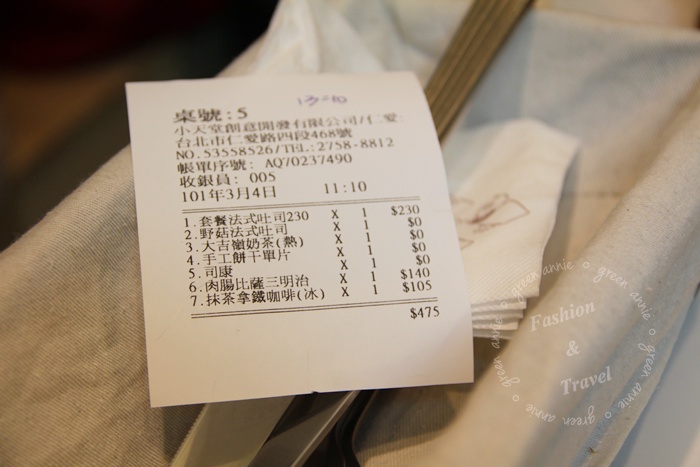 桌號:5
13=10
小天堂創意開發有限公司/仁愛
台北市仁愛路四段468號
NO.53558526/TEL:2758-8812
帳單序號: AQ70237490
收銀員: 005
101年3月4日 11:10
1.套餐法式吐司230 X 1 $230
2.野菇法式吐司 X 1 $0
3.大吉嶺奶茶(熱) X 1 $0
4.手工餅干單片 X 1 $0
5.司康 X 1 $0
6.肉腸比薩三明治 X 1 $140
7.抹茶拿鐵咖啡(冰) X 1 $105
$475
Fashion
&
Travel
green annie o green annie o green annie o green annie o